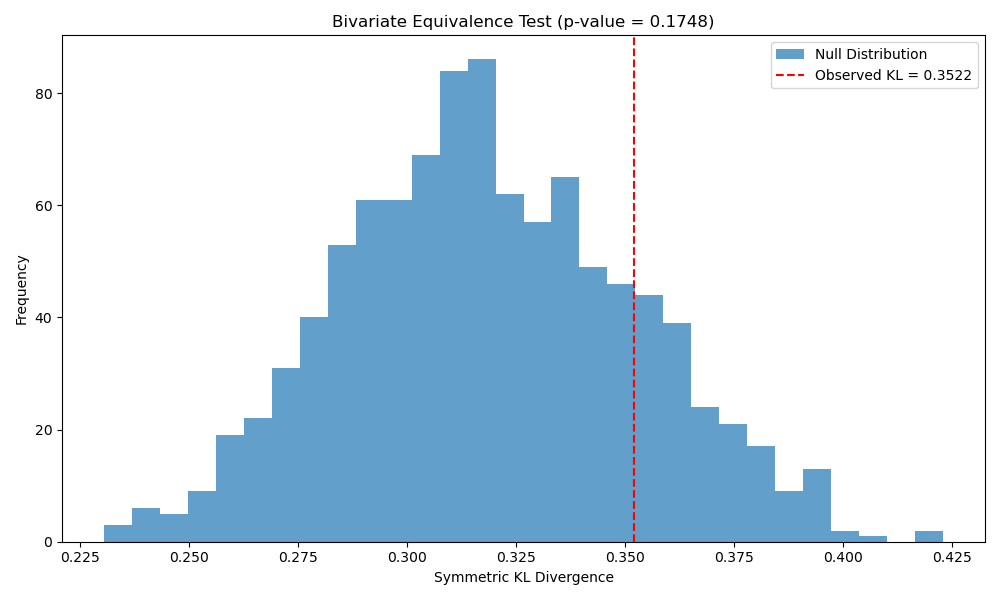 Bivariate Equivalence Test (p-value = 0.1748)
Null Distribution
Observed KL = 0.3522
Frequency
80
60
40
20
0
0.225 0.250 0.275 0.300 0.325 0.350 0.375 0.400 0.425
Symmetric KL Divergence